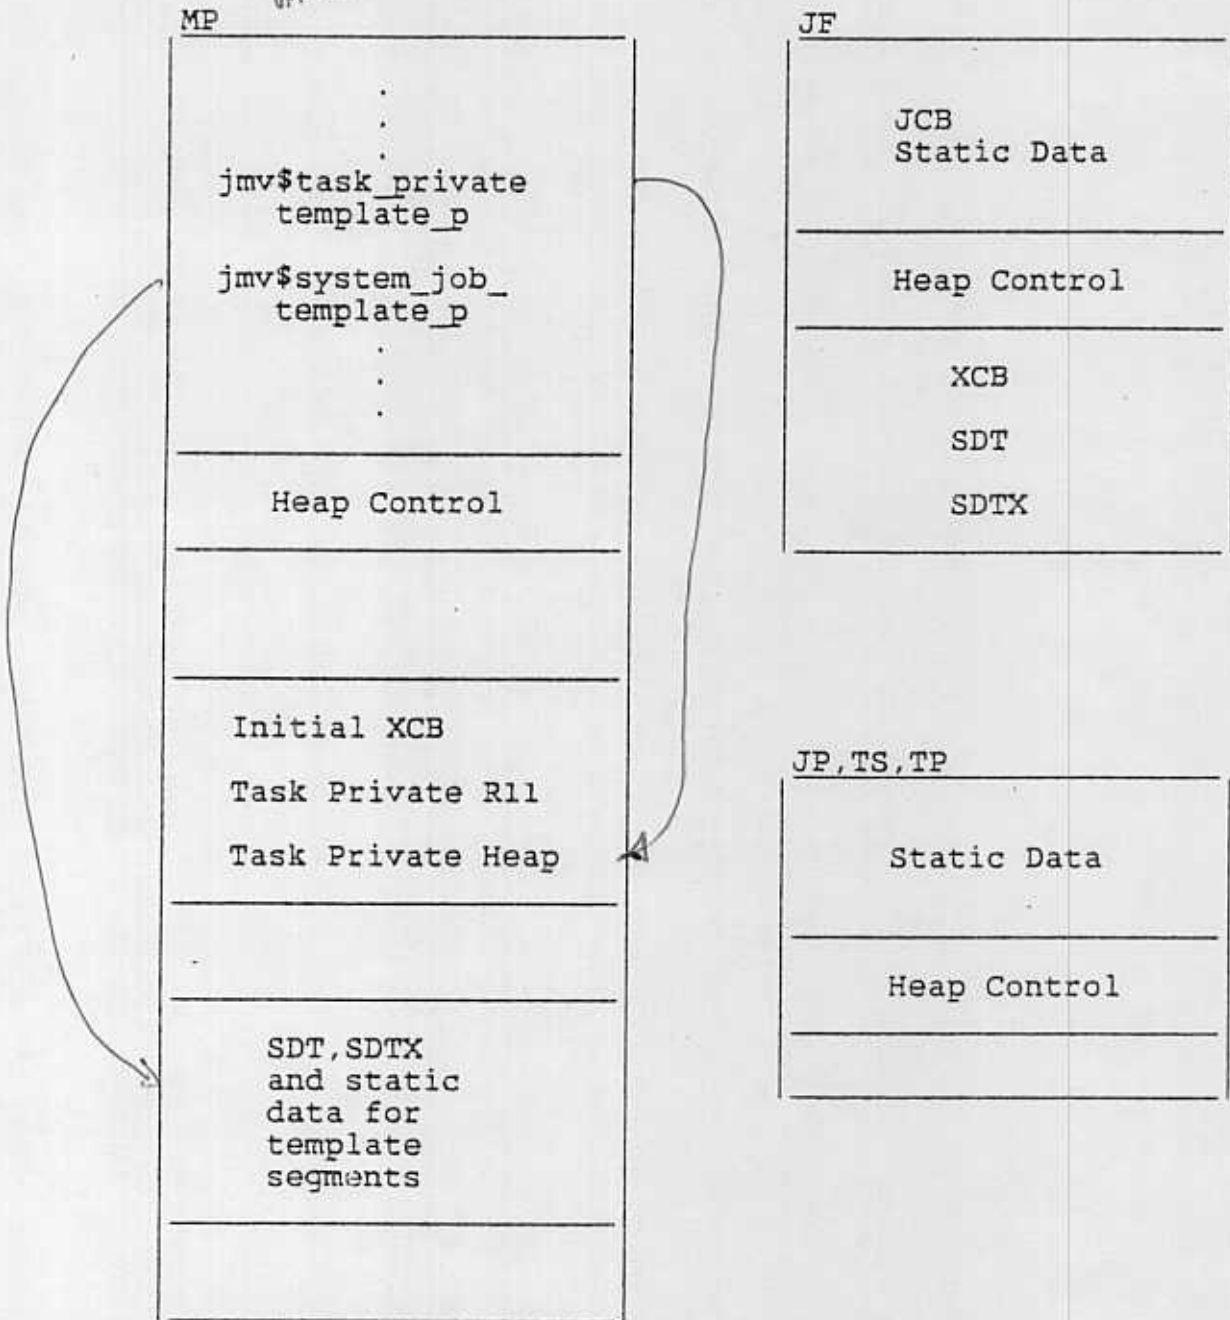 MP
.
.
.
jmv$task_private
template_p
jmv$system_job_
template_p
.
.
.
Heap Control
Initial XCB
Task Private R11
Task Private Heap
SDT,SDTX
and static
data for
template
segments
JF
JCB
Static Data
Heap Control
XCB
SDT
SDTX
JP,TS,TP
Static Data
Heap Control